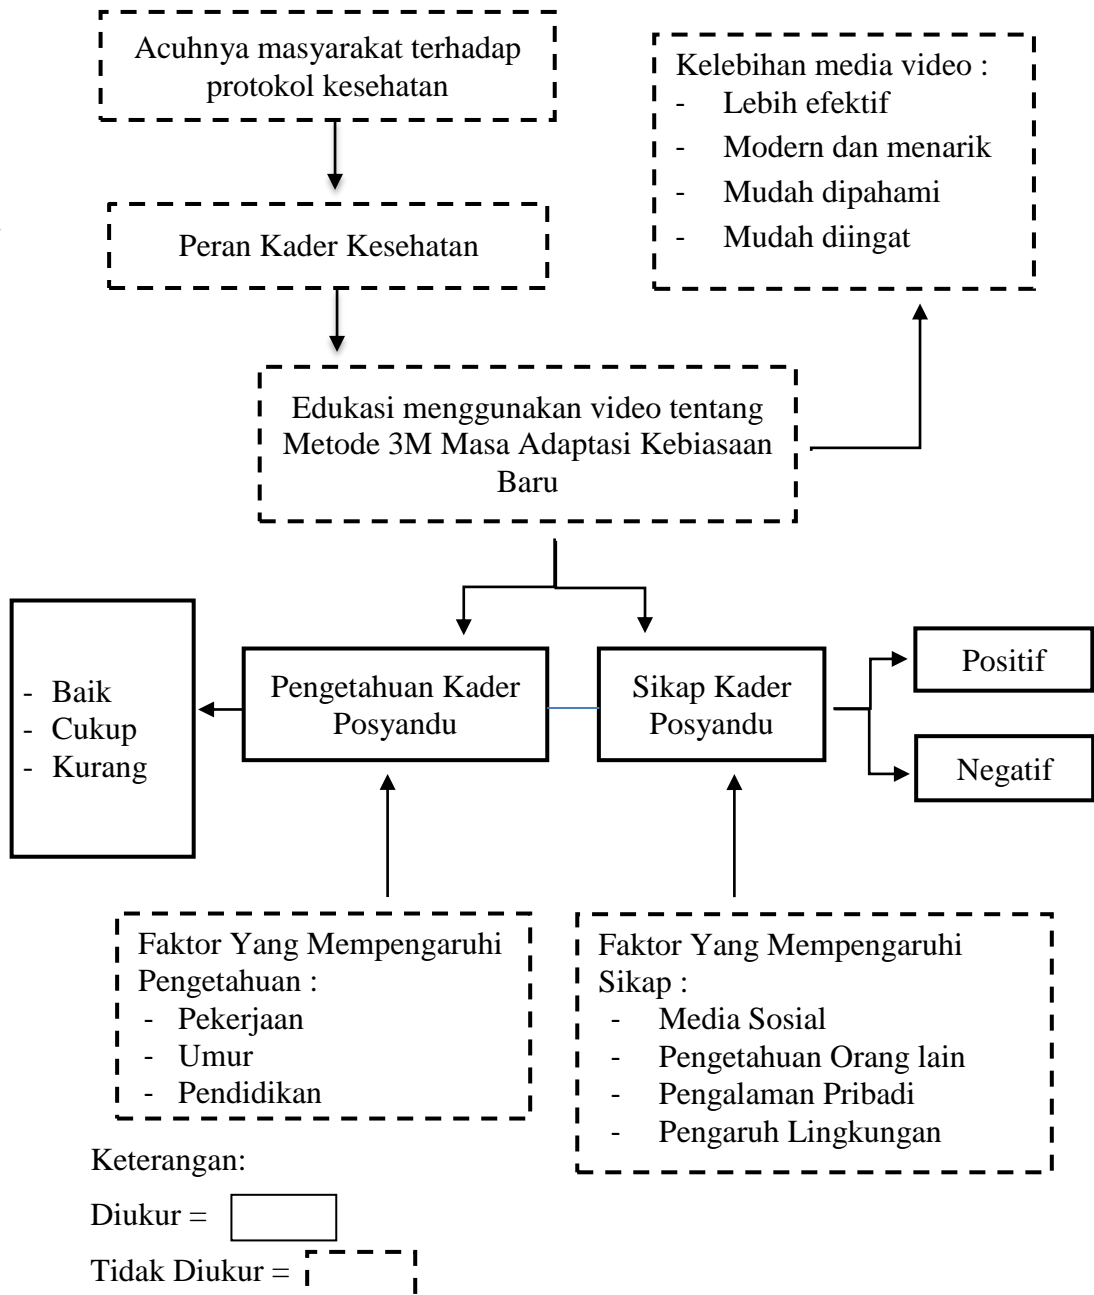 Acuhnya masyarakat terhadap
protokol kesehatan
Kelebihan media video :
- Lebih efektif
- Modern dan menarik
- Mudah dipahami
- Mudah diingat
Peran Kader Kesehatan
Edukasi menggunakan video tentang
Metode 3M Masa Adaptasi Kebiasaan
Baru
- Baik
- Cukup
- Kurang
Pengetahuan Kader
Posyandu
Sikap Kader
Posyandu
Positif
Negatif
Faktor Yang Mempengaruhi
Pengetahuan :
- Pekerjaan
- Umur
- Pendidikan
Faktor Yang Mempengaruhi
Sikap :
- Media Sosial
- Pengetahuan Orang lain
- Pengalaman Pribadi
- Pengaruh Lingkungan
Keterangan:
Diukur =
Tidak Diukur =